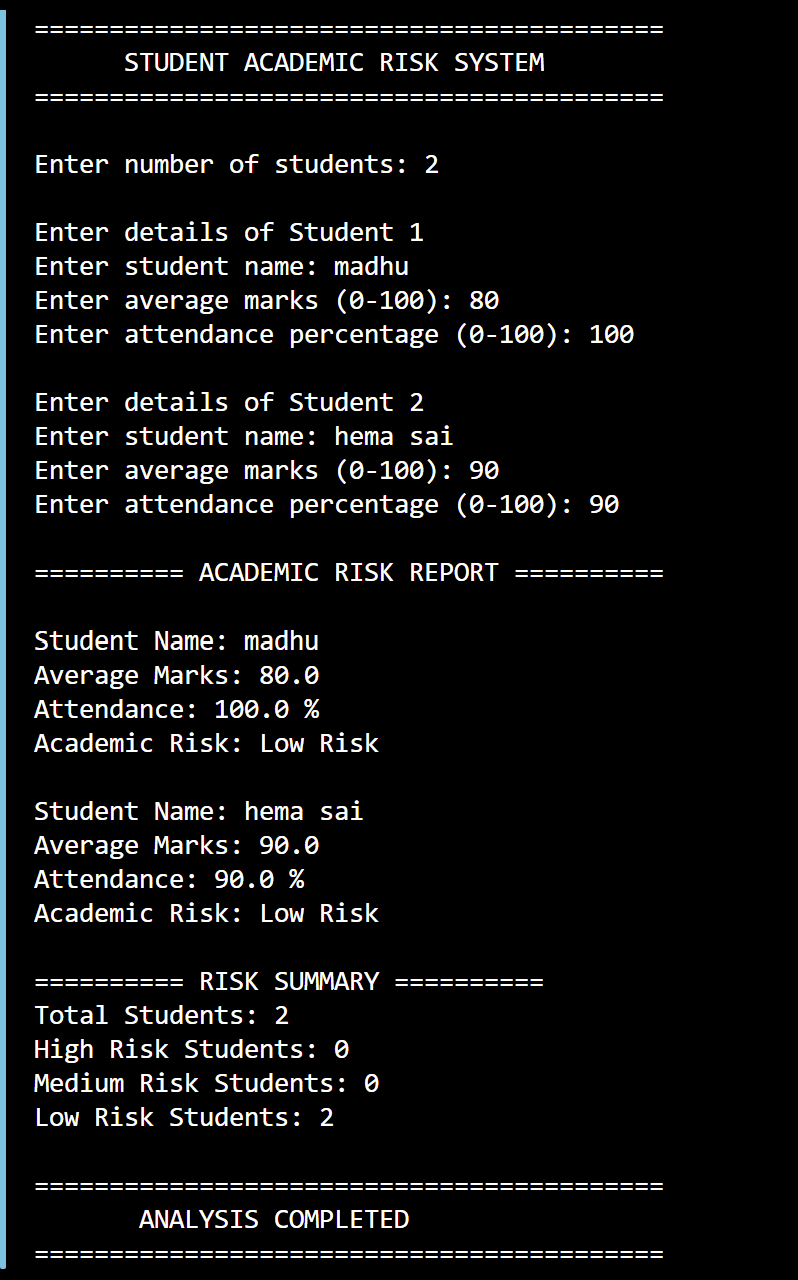 ==========================================
STUDENT ACADEMIC RISK SYSTEM
==========================================
Enter number of students: 2
Enter details of Student 1
Enter student name: madhu
Enter average marks (0-100): 80
Enter attendance percentage (0-100): 100
Enter details of Student 2
Enter student name: hema sai
Enter average marks (0-100): 90
Enter attendance percentage (0-100): 90
========== ACADEMIC RISK REPORT ==========
Student Name: madhu
Average Marks: 80.0
Attendance: 100.0 %
Academic Risk: Low Risk
Student Name: hema sai
Average Marks: 90.0
Attendance: 90.0 %
Academic Risk: Low Risk
========== RISK SUMMARY ==========
Total Students: 2
High Risk Students: 0
Medium Risk Students: 0
Low Risk Students: 2
==========================================
ANALYSIS COMPLETED
==========================================